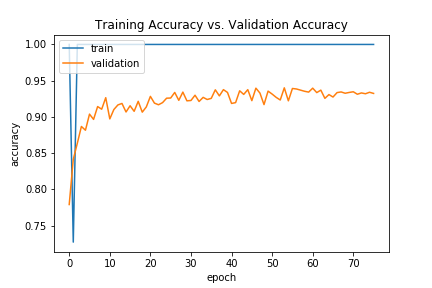 Training Accuracy vs. Validation Accuracy
train
validation
1.00
0.95
0.90
0.85
0.80
0.75
accuracy
0 10 20 30 40 50 60 70
epoch